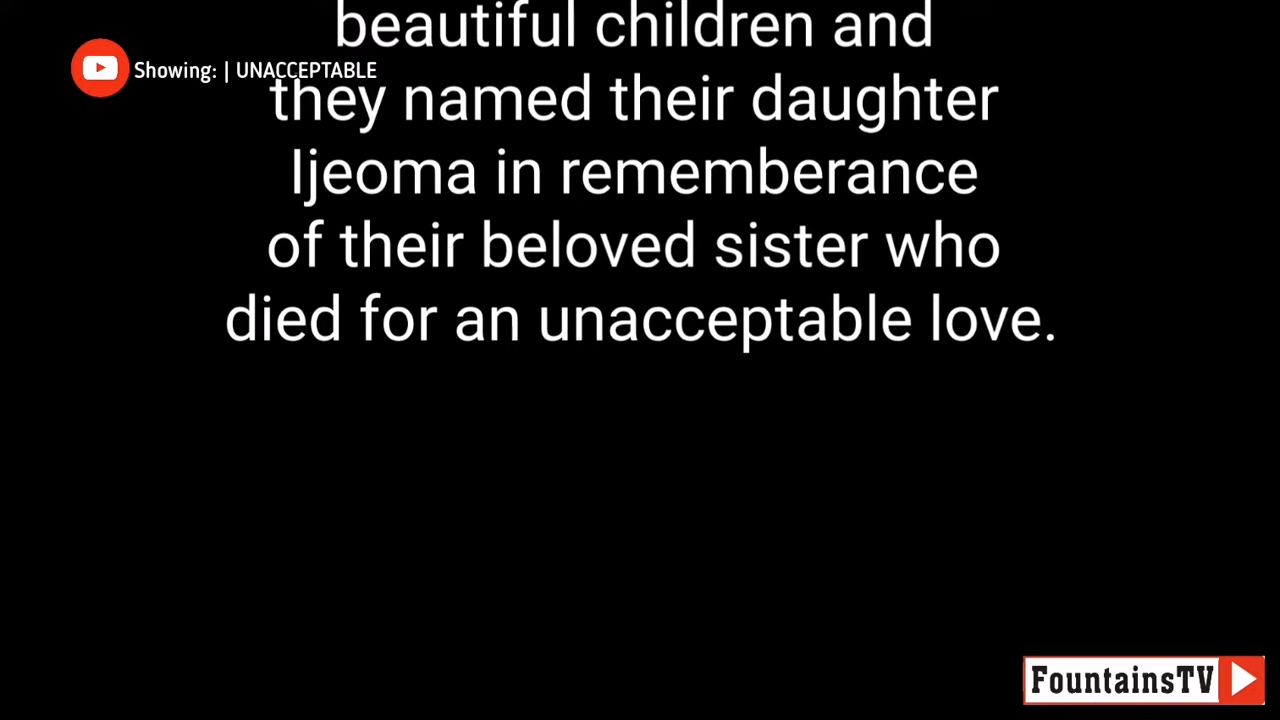 beautiful children and
Showing: | UNACCEPTABLE
they named their daughter
Ijeoma in rememberance
of their beloved sister who
died for an unacceptable love.
FountainsTV